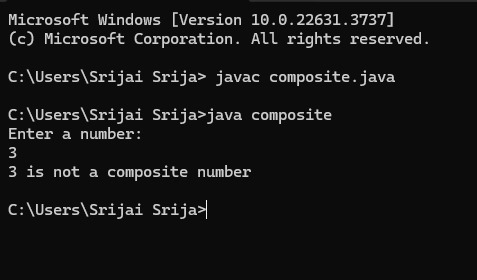 Microsoft Windows [Version 10.0.22631.3737]
(c) Microsoft Corporation. All rights reserved.
C:\Users\Srijai Srija> javac composite.java
C:\Users\Srijai Srija>java composite
Enter a number:
3
3 is not a composite number
C:\Users\Srijai Srija>